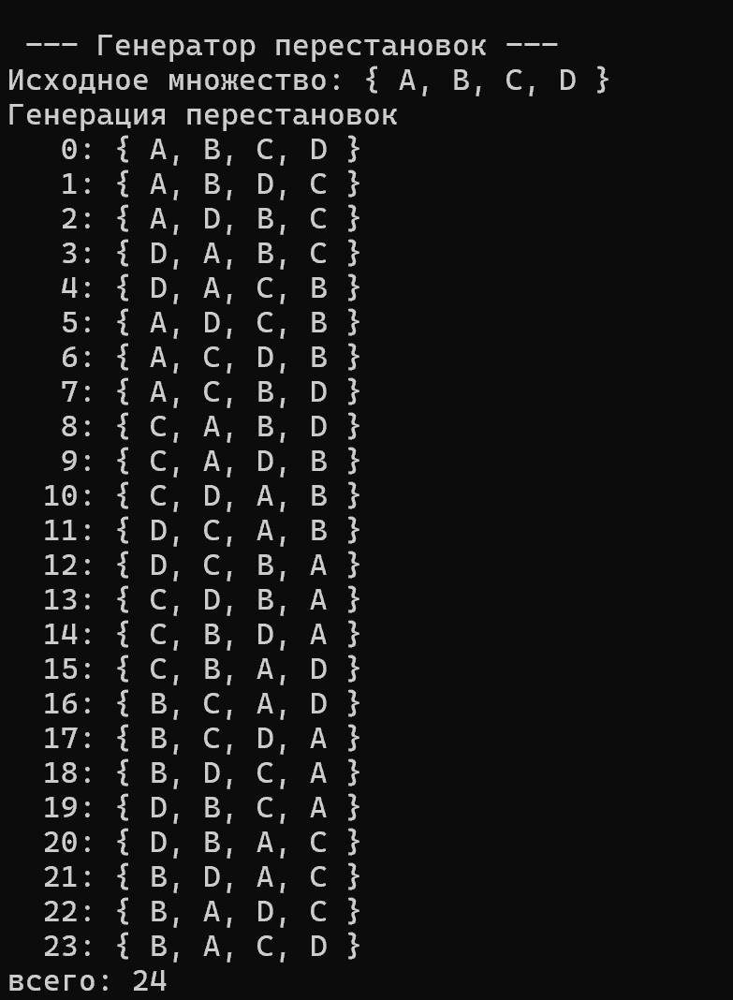 --- Генератор перестановок ---
Исходное множество: { A, B, C, D }
Генерация перестановок
0: { A, B, C, D }
1: { A, B, D, C }
2: { A, D, B, C }
3: { D, A, B, C }
4: { D, A, C, B }
5: { A, D, C, B }
6: { A, C, D, B }
7: { A, C, B, D }
8: { C, A, B, D }
9: { C, A, D, B }
10: { C, D, A, B }
11: { D, C, A, B }
12: { D, C, B, A }
13: { C, D, B, A }
14: { C, B, D, A }
15: { C, B, A, D }
16: { B, C, A, D }
17: { B, C, D, A }
18: { B, D, C, A }
19: { D, B, C, A }
20: { D, B, A, C }
21: { B, D, A, C }
22: { B, A, D, C }
23: { B, A, C, D }
всего: 24